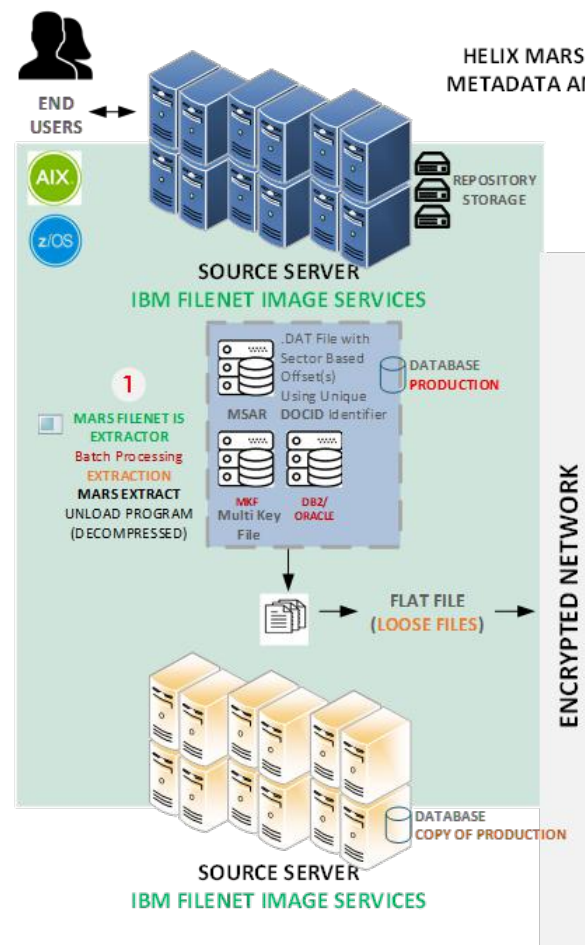 HELIX MARS
METADATA AN
END
USERS
AIX
z/OS
REPOSITORY
STORAGE
SOURCE SERVER
IBM FILENET IMAGE SERVICES
.DAT File with
Sector Based
Offset(s)
Using Unique
DOCID Identifier
MSAR
DATABASE
PRODUCTION
1
MARS FILENET IS
EXTRACTOR
Batch Processing
EXTRACTION
MARS EXTRACT
UNLOAD PROGRAM
(DECOMPRESSED)
MKF
Multi Key
File
DB2/
ORACLE
FLAT FILE
(LOOSE FILES)
ENCRYPTED NETWORK
DATABASE
COPY OF PRODUCTION
SOURCE SERVER
IBM FILENET IMAGE SERVICES